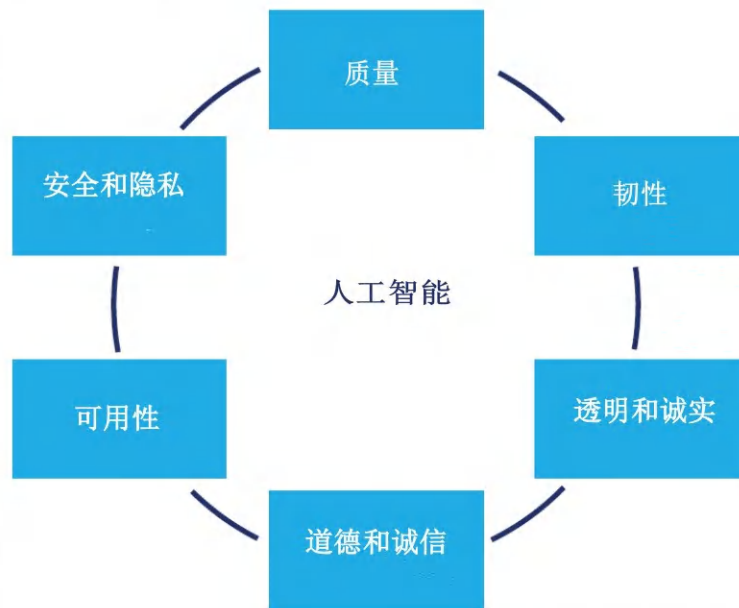 质量
安全和隐私
韧性
人工智能
可用性
透明和诚实
道德和诚信